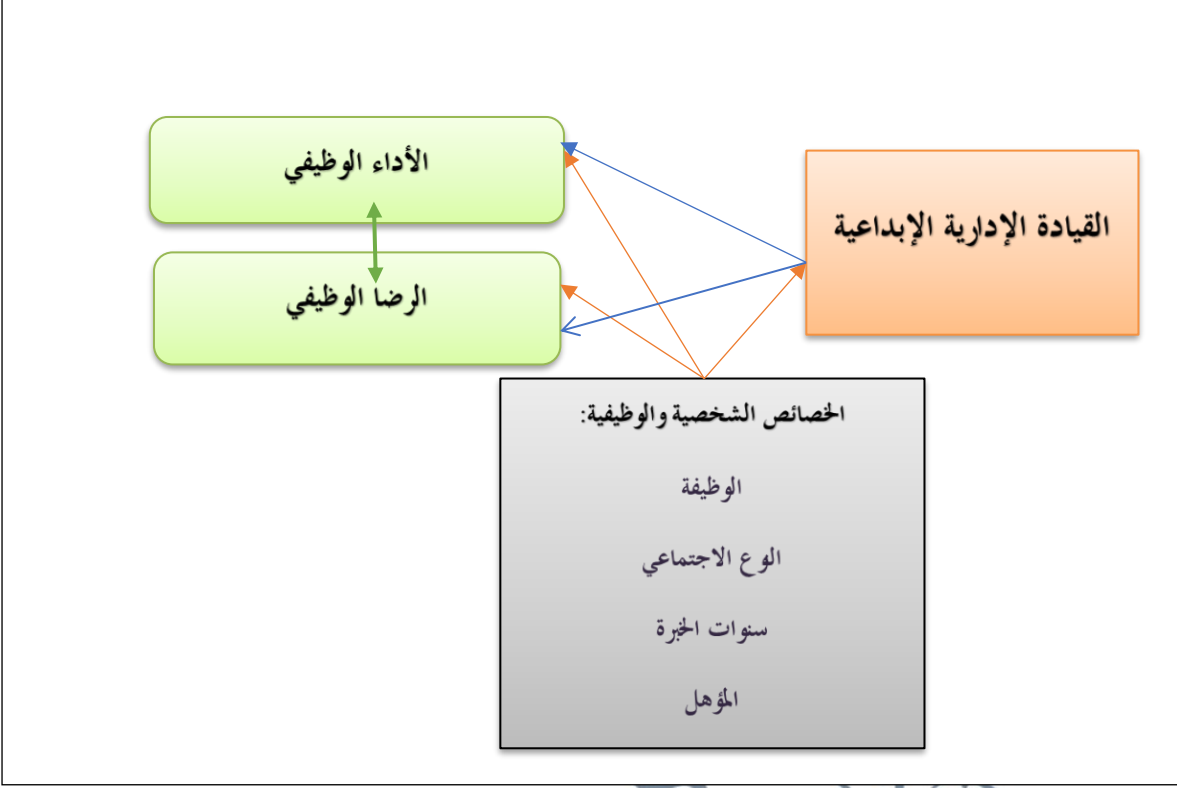 الأداء الوظيفي
القيادة الإدارية الإبداعية
الرضا الوظيفي
الخصائص الشخصية والوظيفية:
الوظيفة
الوع الاجتماعي
سنوات الخبرة
المؤهل